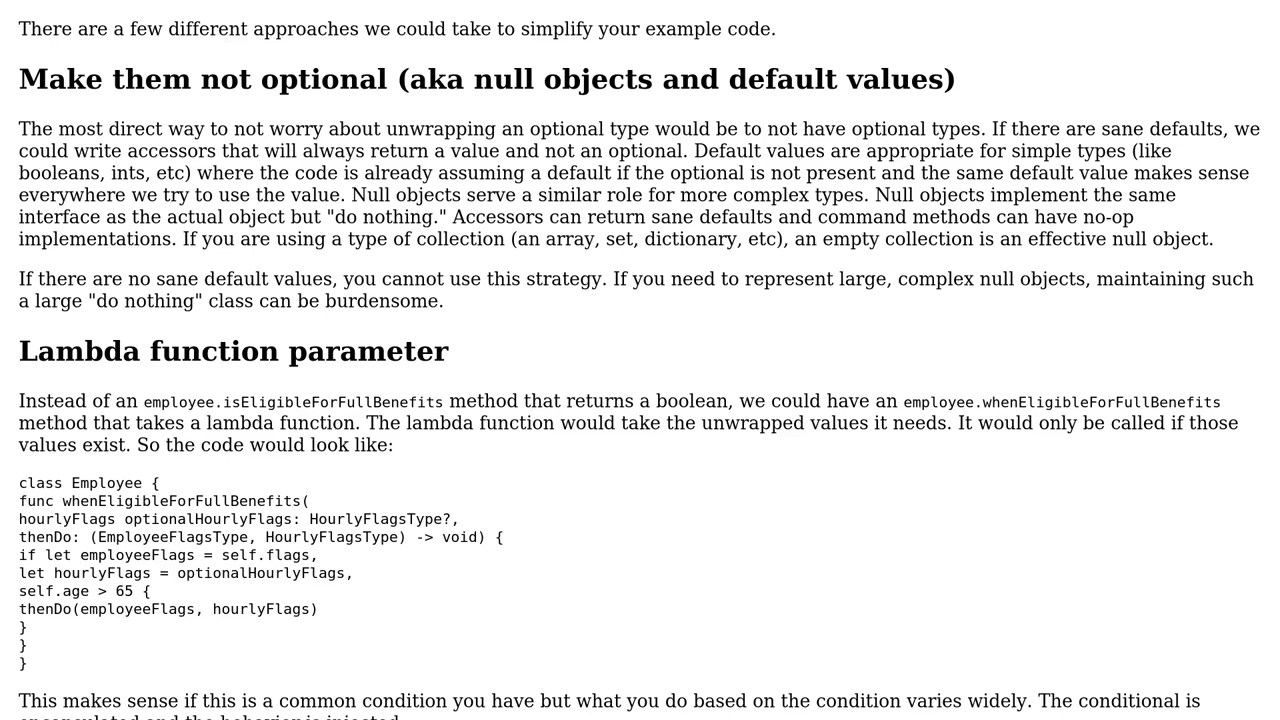 There are a few different approaches we could take to simplify your example code.
Make them not optional (aka null objects and default values)
The most direct way to not worry about unwrapping an optional type would be to not have optional types. If there are sane defaults, we
could write accessors that will always return a value and not an optional. Default values are appropriate for simple types (like
booleans, ints, etc) where the code is already assuming a default if the optional is not present and the same default value makes sense
everywhere we try to use the value. Null objects serve a similar role for more complex types. Null objects implement the same
interface as the actual object but "do nothing." Accessors can return sane defaults and command methods can have no-op
implementations. If you are using a type of collection (an array, set, dictionary, etc), an empty collection is an effective null object.
If there are no sane default values, you cannot use this strategy. If you need to represent large, complex null objects, maintaining such
a large "do nothing" class can be burdensome.
Lambda function parameter
Instead of an employee.isEligibleForFullBenefits method that returns a boolean, we could have an employee.whenEligibleForFullBenefits
method that takes a lambda function. The lambda function would take the unwrapped values it needs. It would only be called if those
values exist. So the code would look like:
class Employee {
func whenEligibleForFullBenefits(
hourlyFlags optionalHourlyFlags: HourlyFlagsType?,
thenDo: (EmployeeFlagsType, HourlyFlagsType) -> void) {
if let employeeFlags = self.flags,
let hourlyFlags = optionalHourlyFlags,
self.age > 65 {
thenDo(employeeFlags, hourlyFlags)
}
}
}
This makes sense if this is a common condition you have but what you do based on the condition varies widely. The conditional is